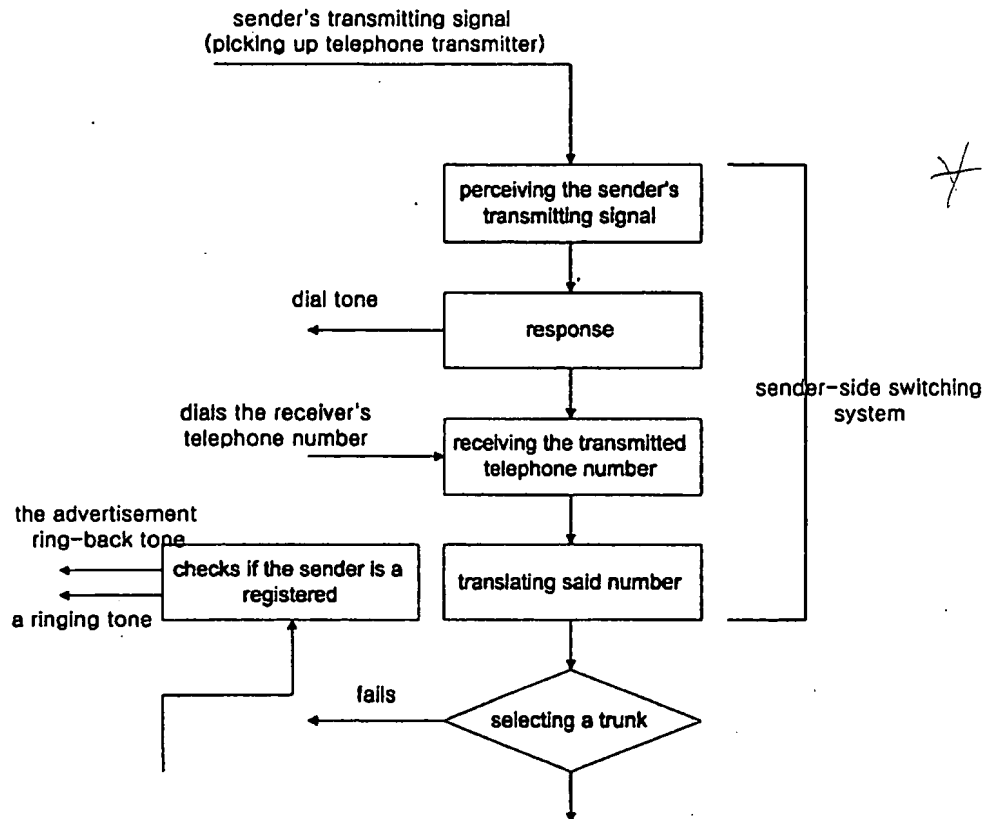 sender's transmitting signal
(picking up telephone transmitter)
perceiving the sender's
transmitting signal
dial tone
response
sender-side switching
system
dials the receiver's
telephone number
receiving the transmitted
telephone number
the advertisement
ring-back tone
checks if the sender is a
registered
translating said number
a ringing tone
fails
selecting a trunk